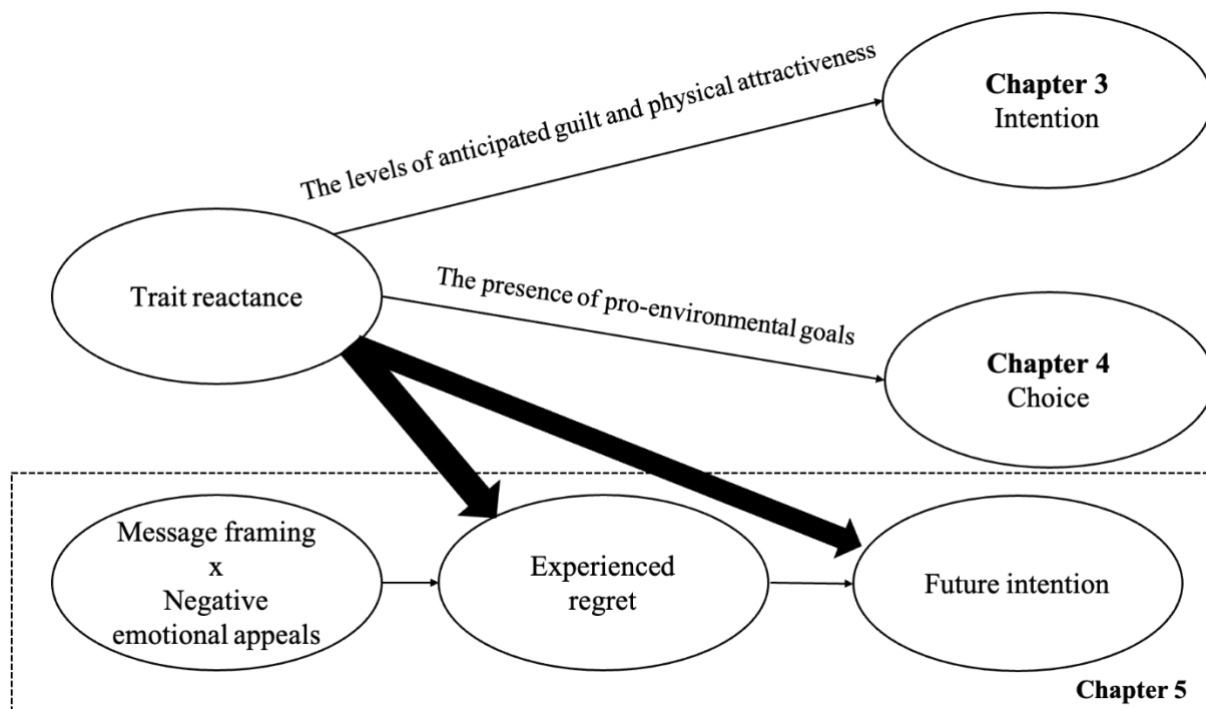 The levels of anticipated guilt and physical attractiveness
Chapter 3
Intention
Trait reactance
The presence of pro-environmental goals
Chapter 4
Choice
Message framing
x
Negative
emotional appeals
Experienced
regret
Future intention
Chapter 5